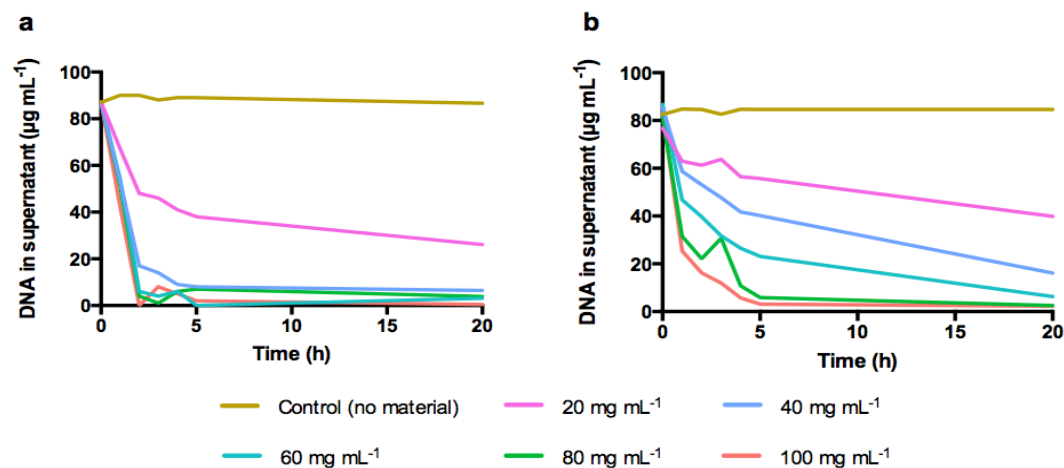 a
b
DNA in supernatant (µg mL⁻¹)
100
80
60
40
20
0
0 5 10 15 20
Time (h)
DNA in supernatant (µg mL⁻¹)
100
80
60
40
20
0
0 5 10 15 20
Time (h)
Control (no material) 20 mg mL⁻¹ 40 mg mL⁻¹
60 mg mL⁻¹ 80 mg mL⁻¹ 100 mg mL⁻¹